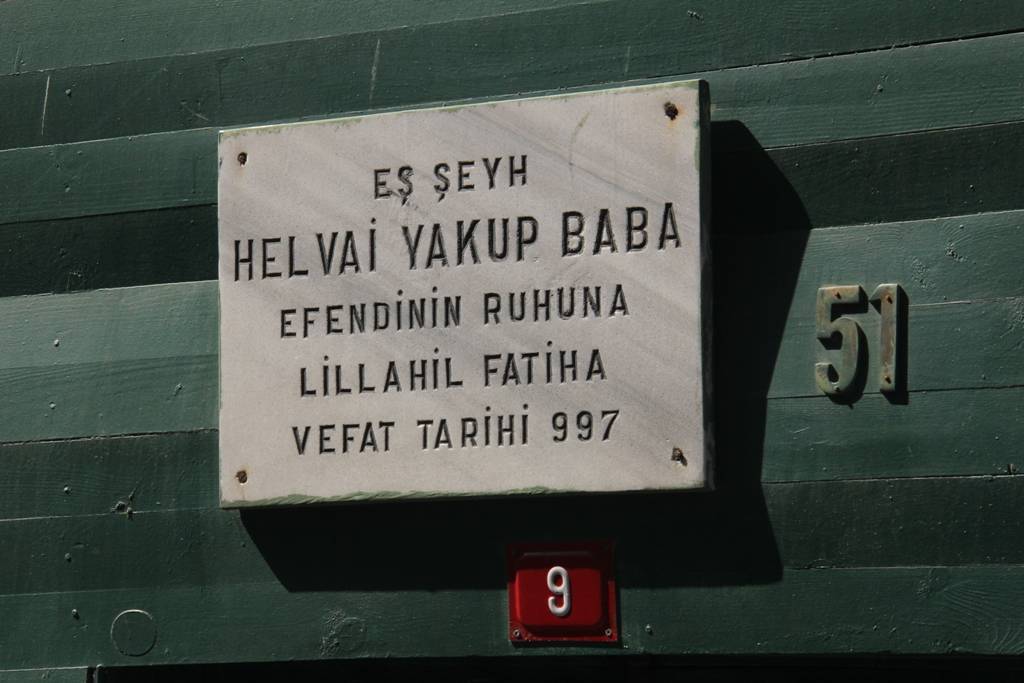 EŞ ŞEYH
HELVAİ YAKUP BABA
EFENDİNİN RUHUNA
LİLLAHİL FATİHA
VEFAT TARİHİ 997
51
9